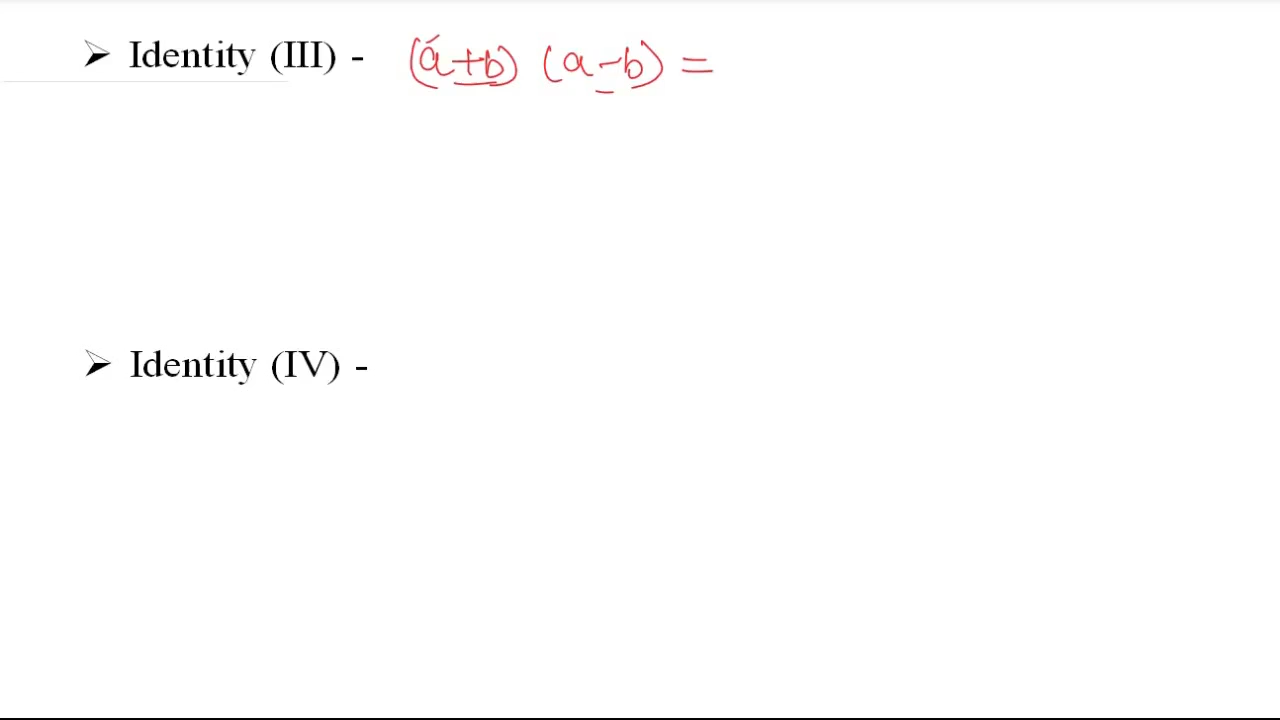 ➤ Identity (III) - (a+b) (a-b) =
➤ Identity (IV) -